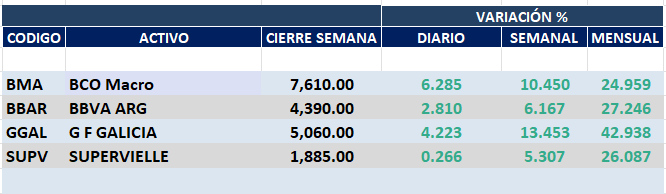 VARIACIÓN %
CODIGO ACTIVO CIERRE SEMANA DIARIO SEMANAL MENSUAL
BMA BCO Macro 7,610.00 6.285 10.450 24.959
BBAR BBVA ARG 4,390.00 2.810 6.167 27.246
GGAL G F GALICIA 5,060.00 4.223 13.453 42.938
SUPV SUPERVIELLE 1,885.00 0.266 5.307 26.087